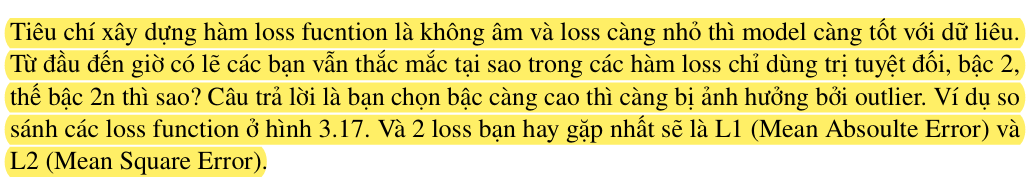 Tiêu chí xây dựng hàm loss fucntion là không âm và loss càng nhỏ thì model càng tốt với dữ liêu.
Từ đầu đến giờ có lẽ các bạn vẫn thắc mắc tại sao trong các hàm loss chỉ dùng trị tuyệt đối, bậc 2,
thế bậc 2n thì sao? Câu trả lời là bạn chọn bậc càng cao thì càng bị ảnh hưởng bởi outlier. Ví dụ so
sánh các loss function ở hình 3.17. Và 2 loss bạn hay gặp nhất sẽ là L1 (Mean Absoulte Error) và
L2 (Mean Square Error).